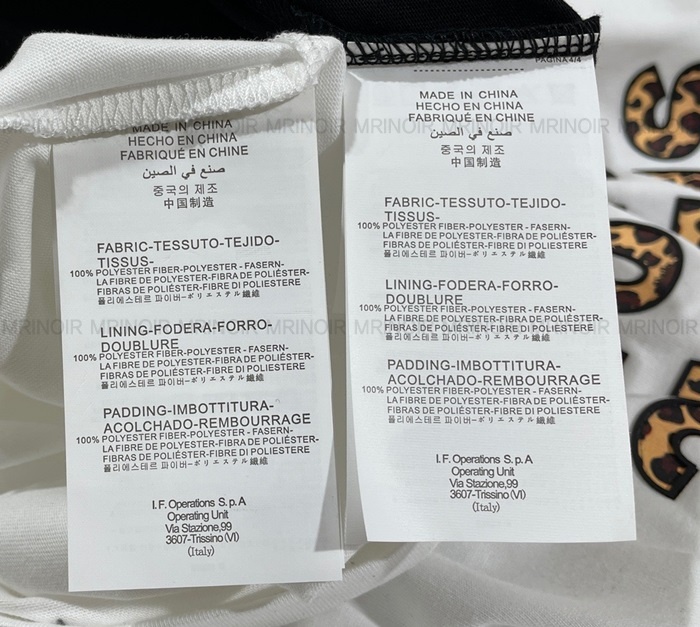 MADE IN CHINA
HECHO EN CHINA
FABRIQUÉ EN CHINE
صنع في الصين
중국의 제조
中国制造
FABRIC-TESSUTO-TEJIDO-
TISSUS-
100% POLYESTER FIBER-POLYESTER - FASERN-
LA FIBRE DE POLYESTER-FIBRA DE POLIÉSTER-
FIBRAS DE POLIÉSTER-FIBRE DI POLIESTERE
폴리에스테르 파이버-ポリエステル繊維
LINING-FODERA-FORRO-
DOUBLURE
100% POLYESTER FIBER-POLYESTER - FASERN-
LA FIBRE DE POLYESTER-FIBRA DE POLIÉSTER-
FIBRAS DE POLIÉSTER-FIBRE DI POLIESTERE
폴리에스테르 파이버-ポリエステル繊維
PADDING-IMBOTTITURA-
ACOLCHADO-REMBOURRAGE
100% POLYESTER FIBER-POLYESTER - FASERN-
LA FIBRE DE POLYESTER-FIBRA DE POLIÉSTER-
FIBRAS DE POLIÉSTER-FIBRE DI POLIESTERE
폴리에스테르 파이버-ポリエステル繊維
I.F. Operations S.p.A
Operating Unit
Via Stazione,99
3607-Trissino (VI)
(Italy)
PAGINA 4/4
MADE IN CHINA
HECHO EN CHINA
FABRIQUÉ EN CHINE
صنع في الصين
중국의 제조
中国制造
FABRIC-TESSUTO-TEJIDO-
TISSUS-
100% POLYESTER FIBER-POLYESTER - FASERN-
LA FIBRE DE POLYESTER-FIBRA DE POLIÉSTER-
FIBRAS DE POLIÉSTER-FIBRE DI POLIESTERE
폴리에스테르 파이버-ポリエステル繊維
LINING-FODERA-FORRO-
DOUBLURE
100% POLYESTER FIBER-POLYESTER - FASERN-
LA FIBRE DE POLYESTER-FIBRA DE POLIÉSTER-
FIBRAS DE POLIÉSTER-FIBRE DI POLIESTERE
폴리에스테르 파이버-ポリエステル繊維
PADDING-IMBOTTITURA-
ACOLCHADO-REMBOURRAGE
100% POLYESTER FIBER-POLYESTER - FASERN-
LA FIBRE DE POLYESTER-FIBRA DE POLIÉSTER-
FIBRAS DE POLIÉSTER-FIBRE DI POLIESTERE
폴리에스테르 파이버-ポリエステル繊維
I.F. Operations S.p.A
Operating Unit
Via Stazione,99
3607-Trissino (VI)
(Italy)
MRINOIR MRINOIR MRINOIR MRINOIR MRINOIR MRINOIR MRINOIR MRINOIR
MRINOIR MRINOIR MRINOIR MRINOIR MRINOIR MRINOIR MRINOIR MRINOIR